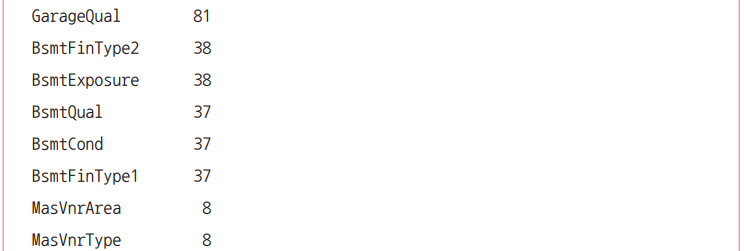 GarageQual 81
BsmtFinType2 38
BsmtExposure 38
BsmtQual 37
BsmtCond 37
BsmtFinType1 37
MasVnrArea 8
MasVnrType 8